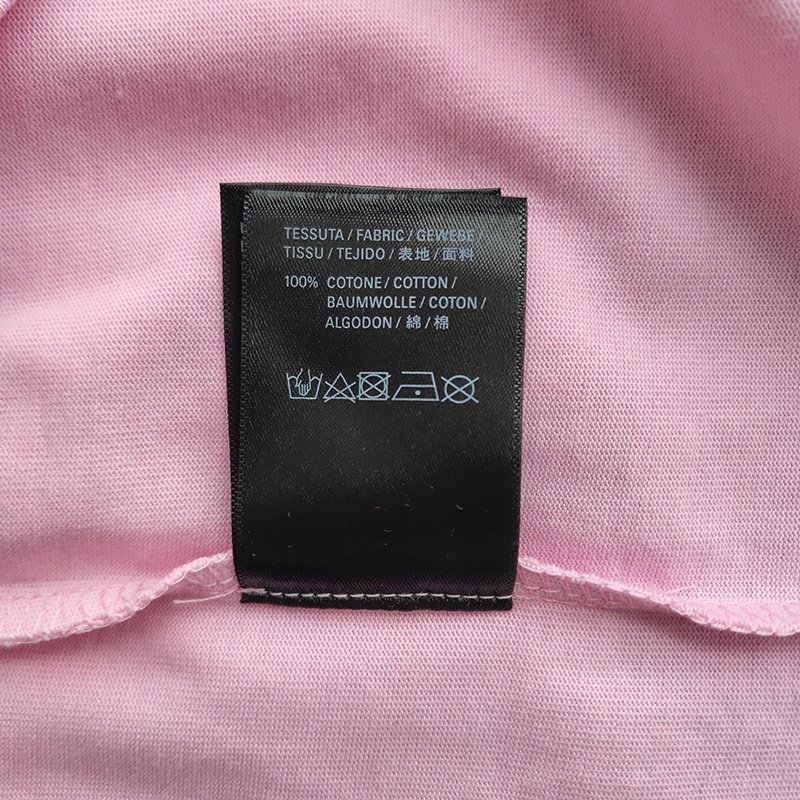 TESSUTA / FABRIC / GEWEBE /
TISSU / TEJIDO / 表地 / 面料
100% COTONE / COTTON /
BAUMWOLLE / COTON /
ALGODON / 綿 / 棉